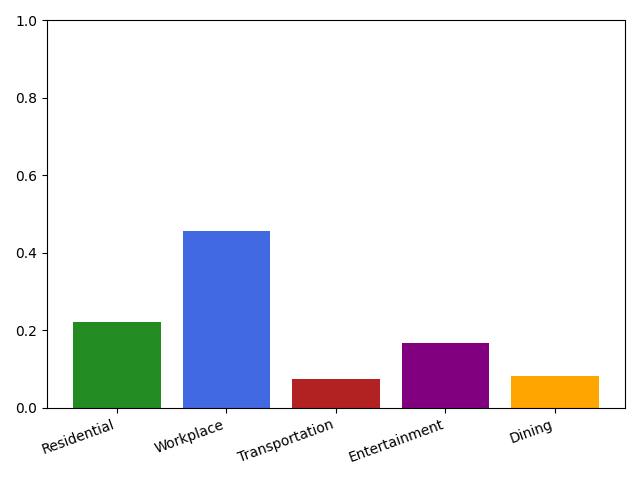 1.0
0.8
0.6
0.4
0.2
0.0
Residential
Workplace
Transportation
Entertainment
Dining